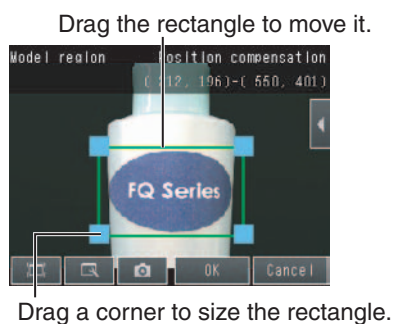 Drag the rectangle to move it.
Model region Position compensation
( 212, 196)-( 550, 401)
FQ Series
OK Cancel
Drag a corner to size the rectangle.